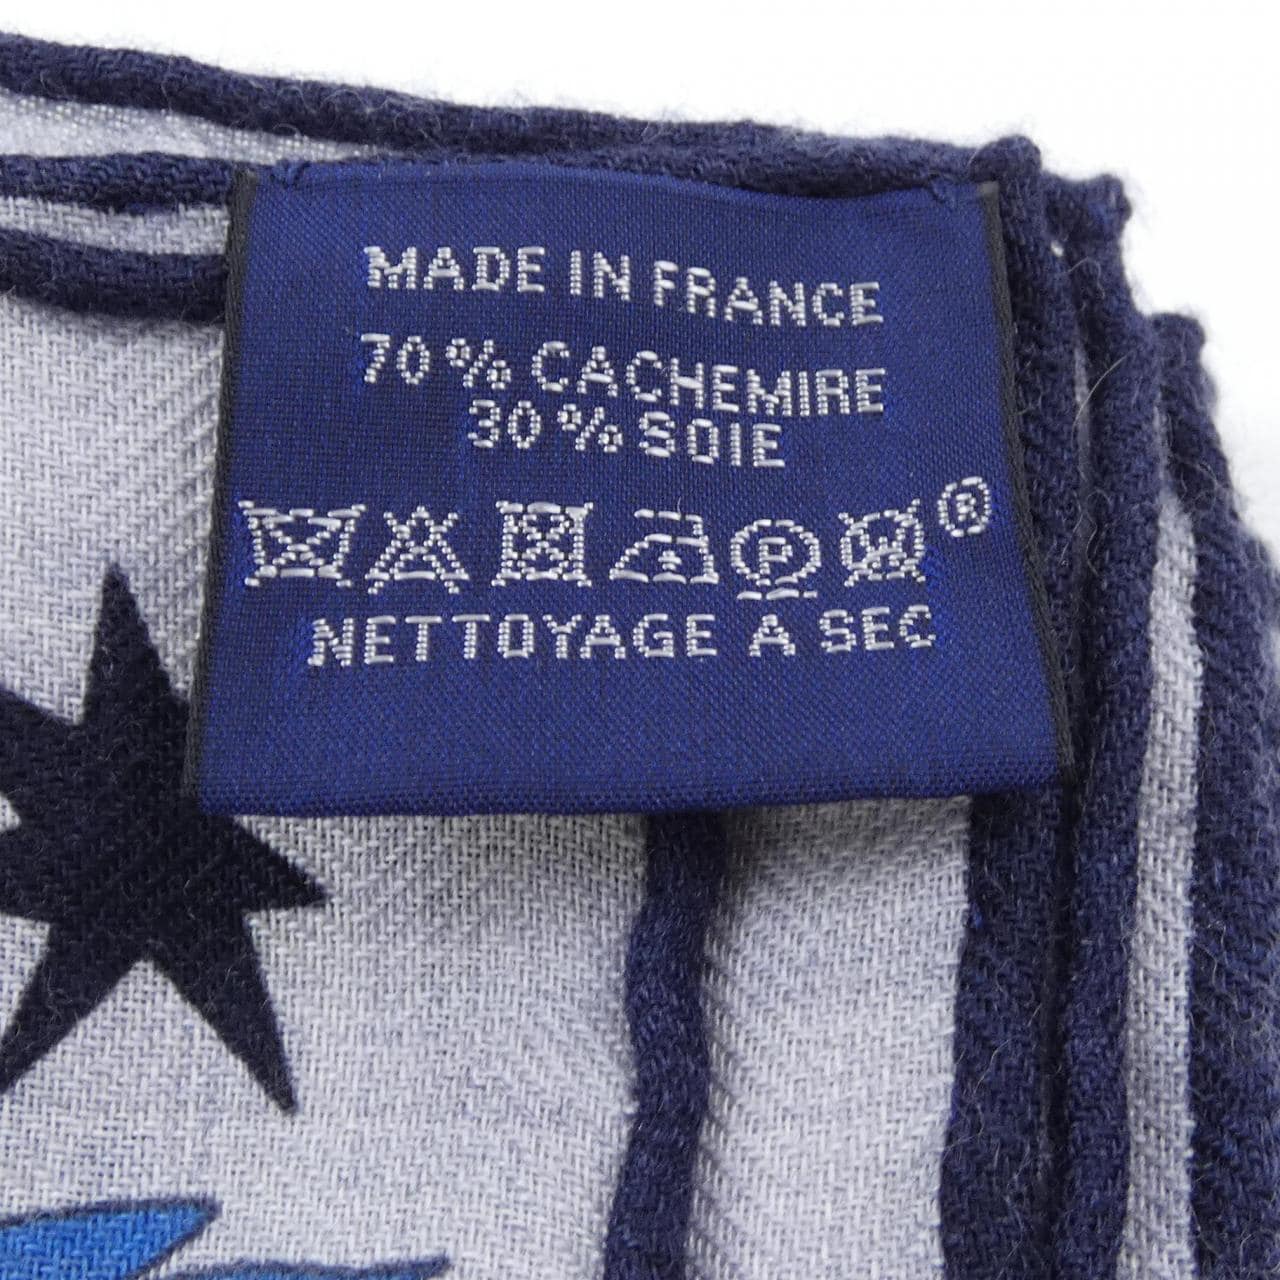 MADE IN FRANCE
70% CACHEMIRE
30% SOIE
P W ®
NETTOYAGE A SEC